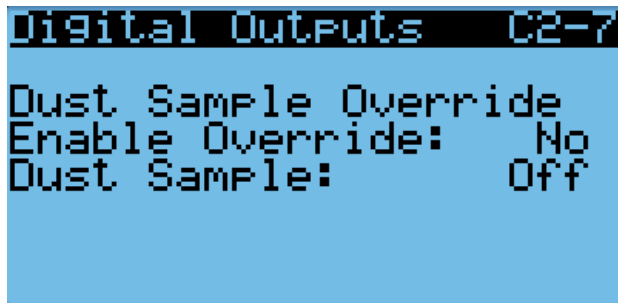 Digital Outputs C2-7
Dust Sample Override
Enable Override: No
Dust Sample: Off